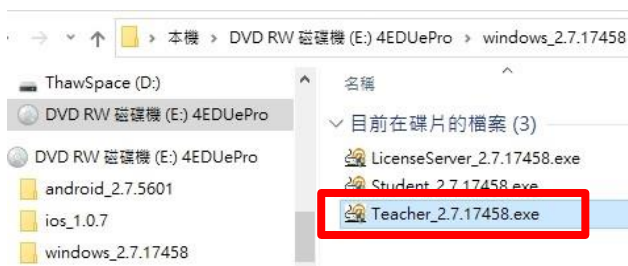 本機 › DVD RW 磁碟機 (E:) 4EDUePro › windows_2.7.17458
ThawSpace (D:)
DVD RW 磁碟機 (E:) 4EDUePro
DVD RW 磁碟機 (E:) 4EDUePro
android_2.7.5601
ios_1.0.7
windows_2.7.17458
名稱
目前在碟片的檔案 (3)
LicenseServer_2.7.17458.exe
Student_2.7.17458.exe
Teacher_2.7.17458.exe